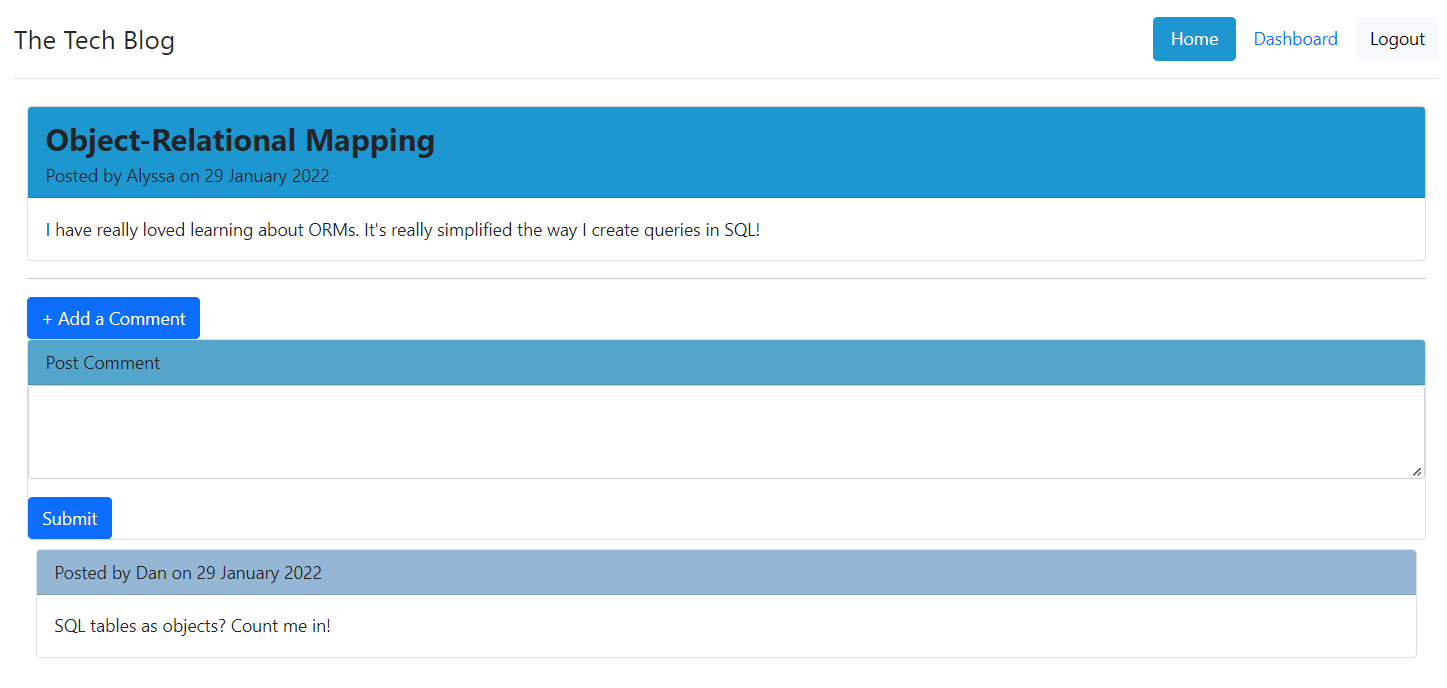 The Tech Blog
Home
Dashboard
Logout
Object-Relational Mapping
Posted by Alyssa on 29 January 2022
I have really loved learning about ORMs. It's really simplified the way I create queries in SQL!
+ Add a Comment
Post Comment
Submit
Posted by Dan on 29 January 2022
SQL tables as objects? Count me in!